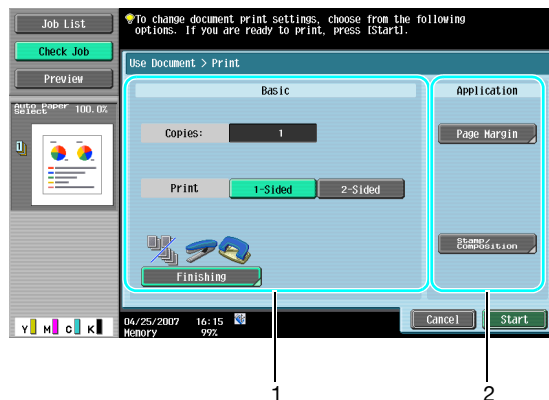 Job List
Check Job
Preview
Auto Paper
Select 100.0%
To change document print settings, choose from the following
options. If you are ready to print, press [Start].
Use Document > Print
Basic
Application
Copies: 1
Page Margin
Print 1-Sided 2-Sided
Stamp/
Composition
Finishing
Y M C K
04/25/2007 16:15
Memory 99%
Cancel Start
1 2